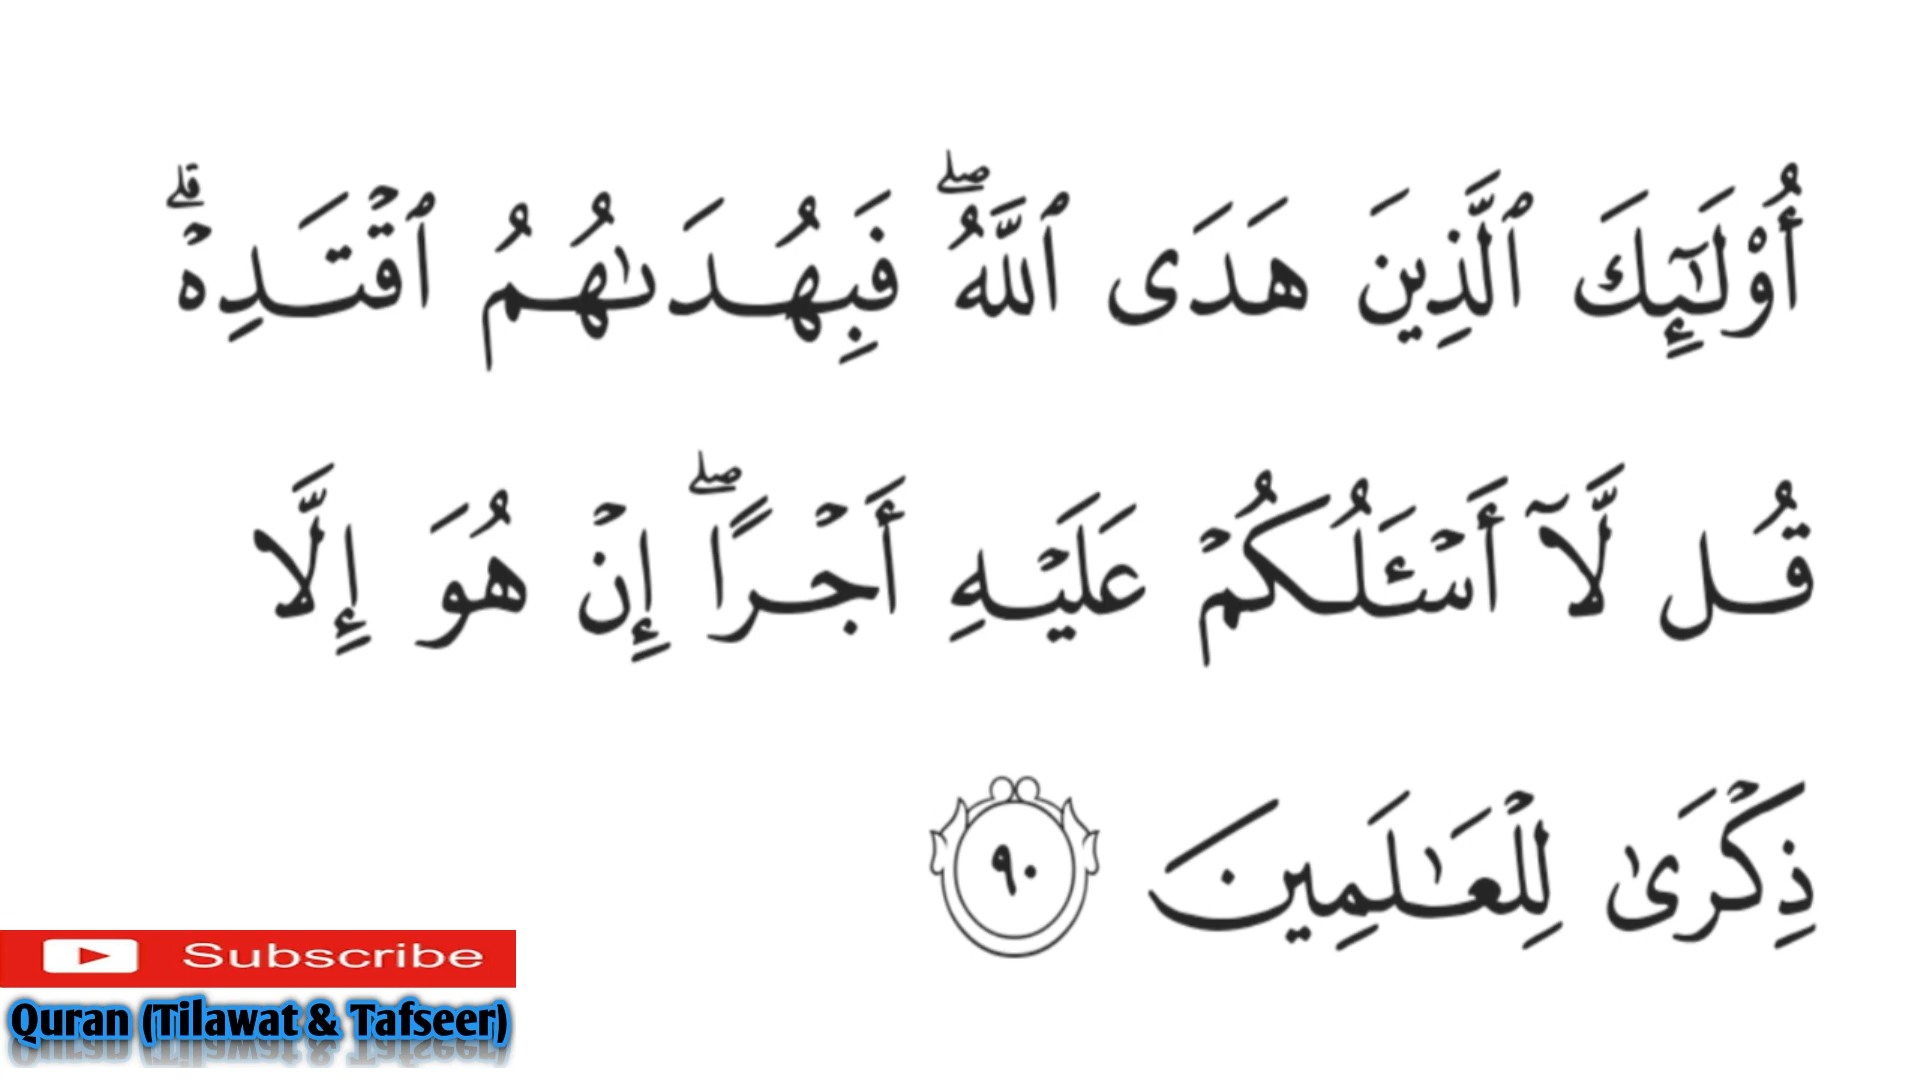 أُو۟لَٰٓئِكَ ٱلَّذِينَ هَدَى ٱللَّهُۖ فَبِهُدَىٰهُمُ ٱقْتَدِهْۗ
قُل لَّآ أَسْـَٔلُكُمْ عَلَيْهِ أَجْرًاۖ إِنْ هُوَ إِلَّا
ذِكْرَىٰ لِلْعَٰلَمِينَ ٩٠
Subscribe
Quran (Tilawat & Tafseer)